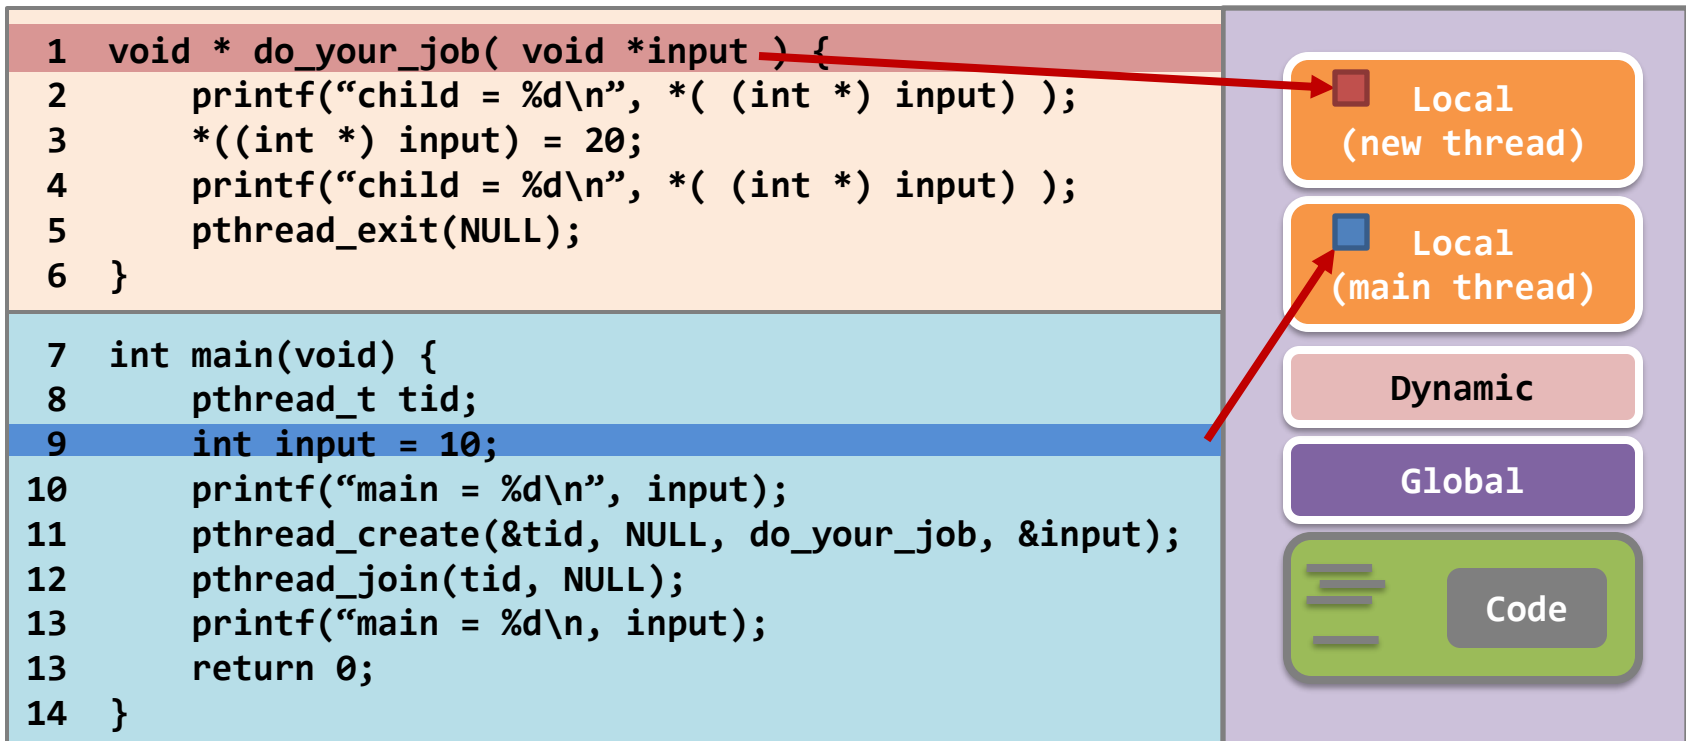 1 void * do_your_job( void *input ) {
2 printf(“child = %d\n”, *( (int *) input) );
3 *((int *) input) = 20;
4 printf(“child = %d\n”, *( (int *) input) );
5 pthread_exit(NULL);
6 }
7 int main(void) {
8 pthread_t tid;
9 int input = 10;
10 printf(“main = %d\n”, input);
11 pthread_create(&tid, NULL, do_your_job, &input);
12 pthread_join(tid, NULL);
13 printf(“main = %d\n, input);
13 return 0;
14 }
Local
(new thread)
Local
(main thread)
Dynamic
Global
Code